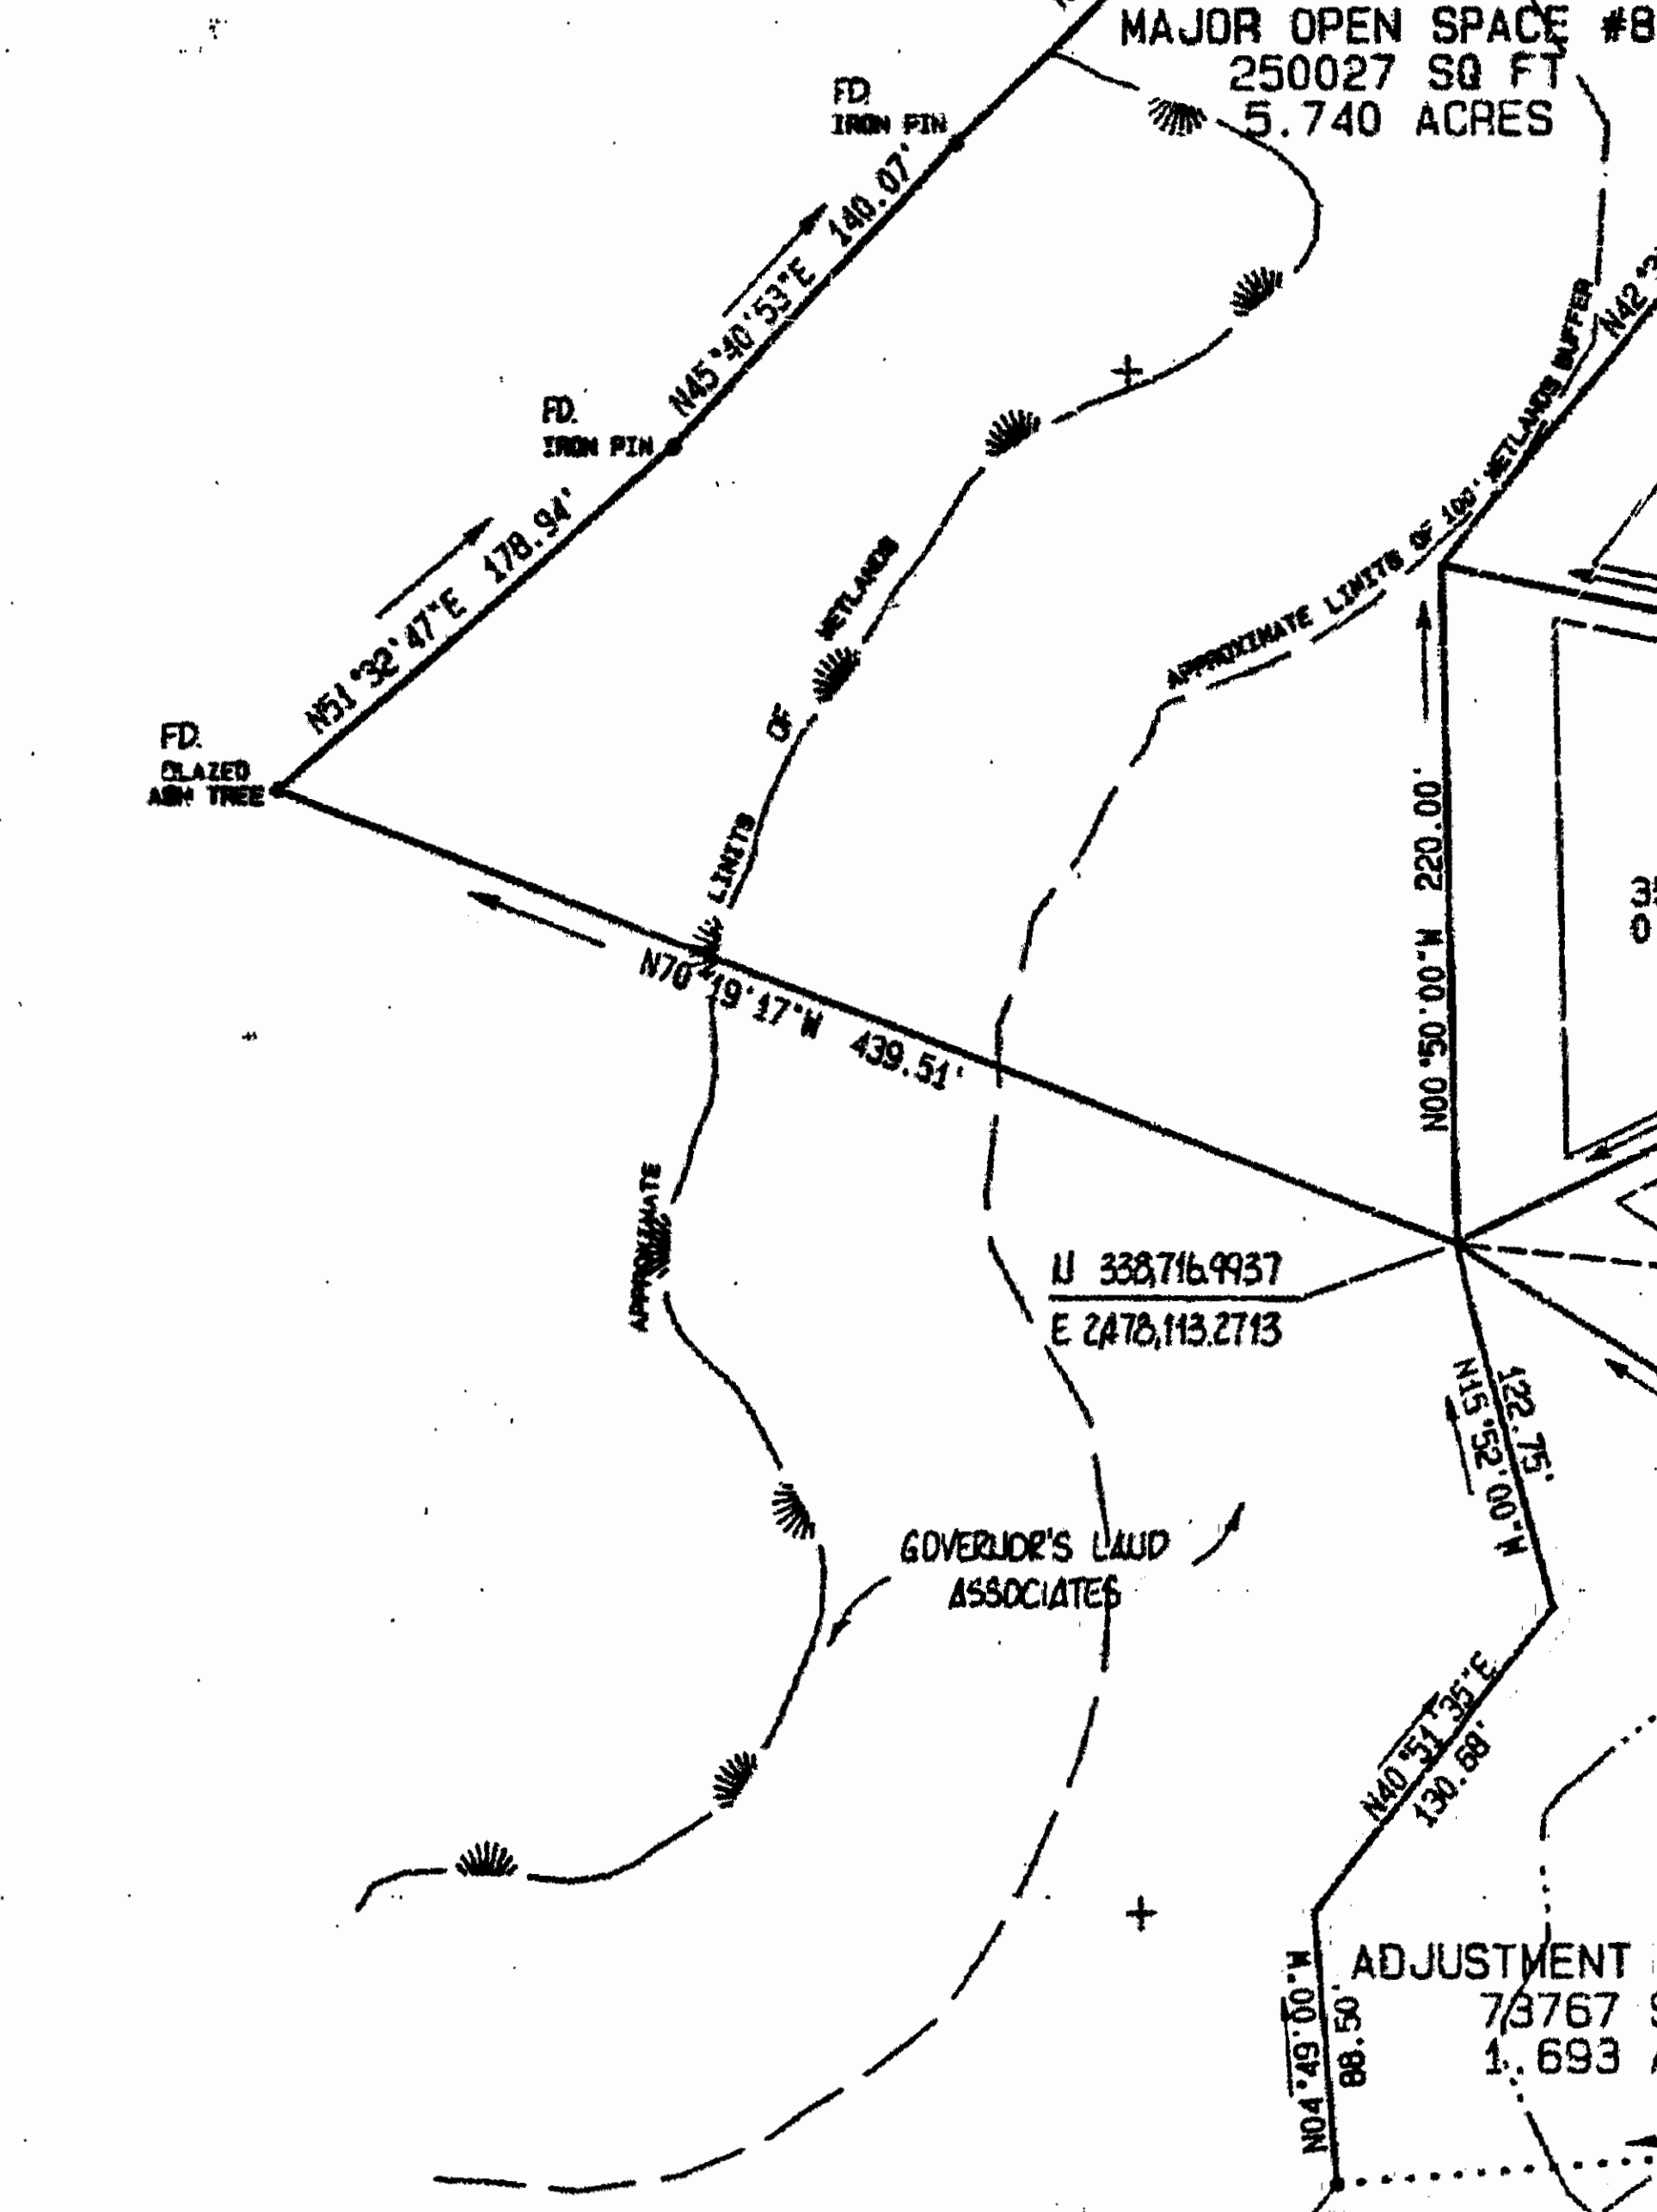 MAJOR OPEN SPACE #8
250027 SQ FT
5.740 ACRES
FD.
IRON PIN
N45°40'53"E 140.07'
FD.
IRON PIN
N51°32'47"E 178.94'
FD.
BLAZED
ASH TREE
APPROXIMATE LIMITS OF WETLANDS
APPROXIMATE LIMITS OF 100' WETLANDS BUFFER
N00°50'00"W 220.00'
N70°19'17"W 439.51'
N 338,716.9937
E 2,478,113.2713
N15°52'00"W
122.75'
GOVERNOR'S LAND
ASSOCIATES
N40°51'35"E
130.68'
N04°49'00"W
88.50'
ADJUSTMENT
73767
1.693